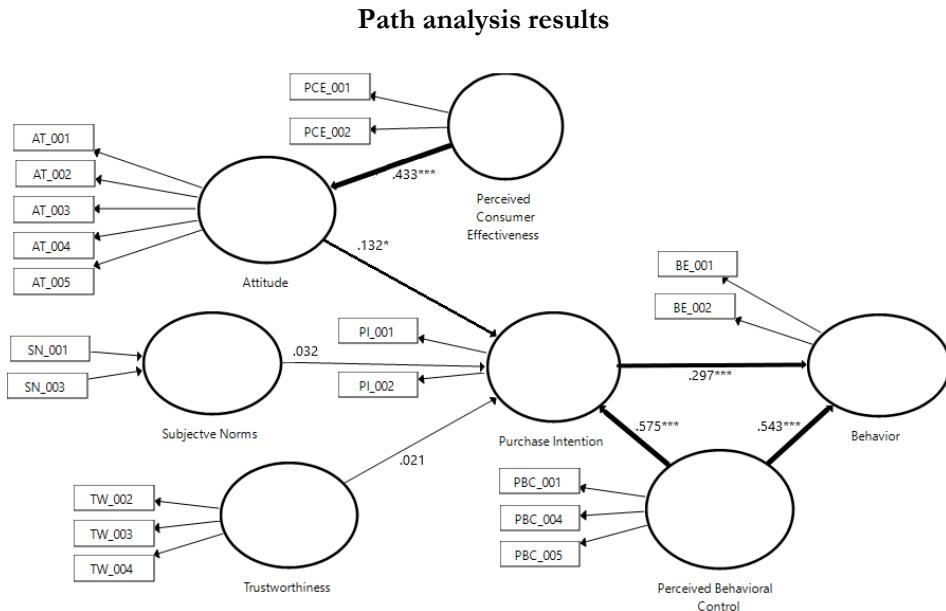 Path analysis results
PCE_001
PCE_002
AT_001
AT_002
AT_003
AT_004
AT_005
.433***
Perceived
Consumer
Effectiveness
Attitude
.132*
BE_001
BE_002
SN_001
SN_003
.032
PI_001
PI_002
.297***
Subjectve Norms
Purchase Intention
.575***
.543***
Behavior
.021
TW_002
TW_003
TW_004
PBC_001
PBC_004
PBC_005
Trustworthiness
Perceived Behavioral
Control